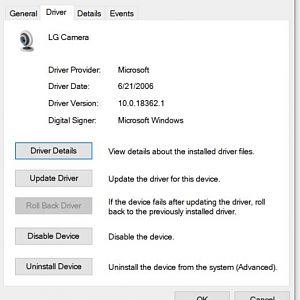 General Driver Details Events
LG Camera
Driver Provider: Microsoft
Driver Date: 6/21/2006
Driver Version: 10.0.18362.1
Digital Signer: Microsoft Windows
Driver Details View details about the installed driver files.
Update Driver Update the driver for this device.
Roll Back Driver If the device fails after updating the driver, roll
back to the previously installed driver.
Disable Device Disable the device.
Uninstall Device Uninstall the device from the system (Advanced).
OK Cancel